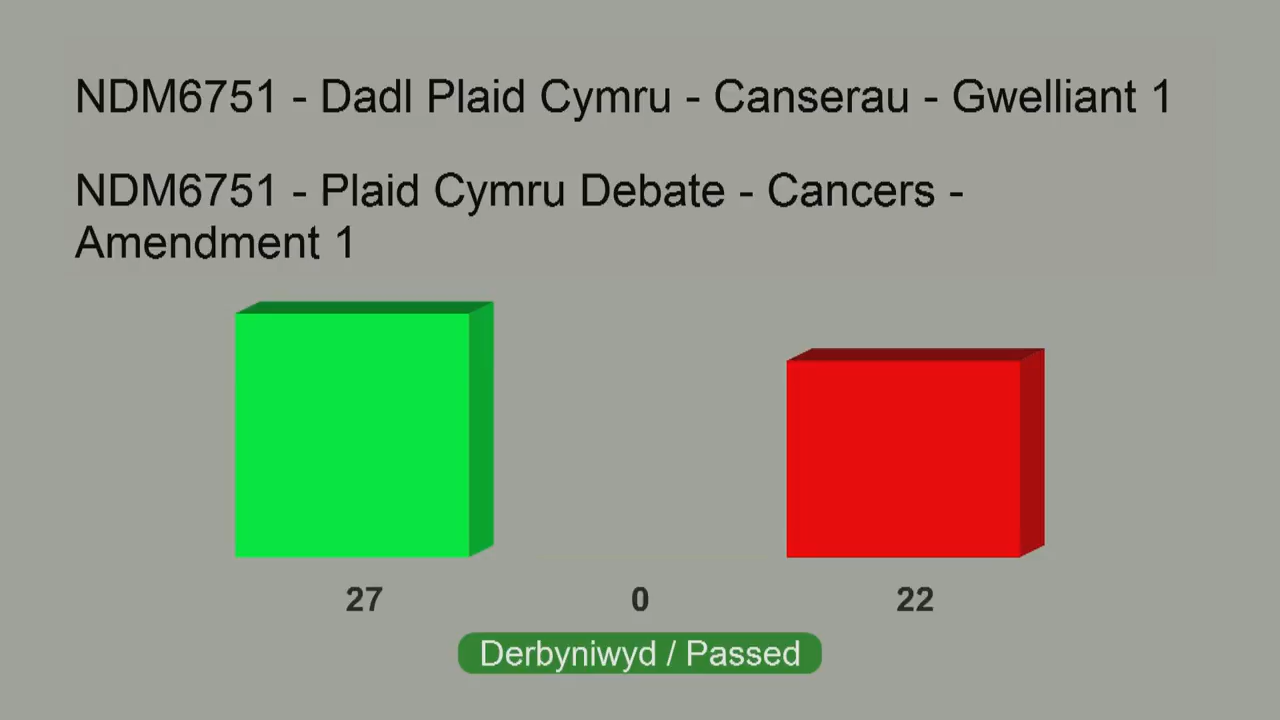 NDM6751 - Dadl Plaid Cymru - Canserau - Gwelliant 1
NDM6751 - Plaid Cymru Debate - Cancers -
Amendment 1
27 0 22
Derbyniwyd / Passed